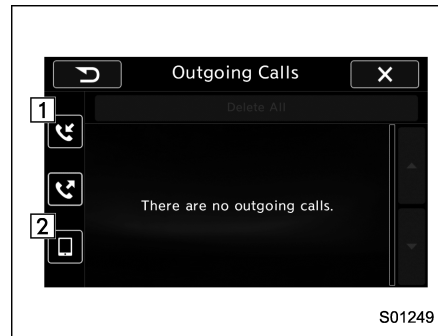 Outgoing Calls
Delete All
1
There are no outgoing calls.
2
S01249